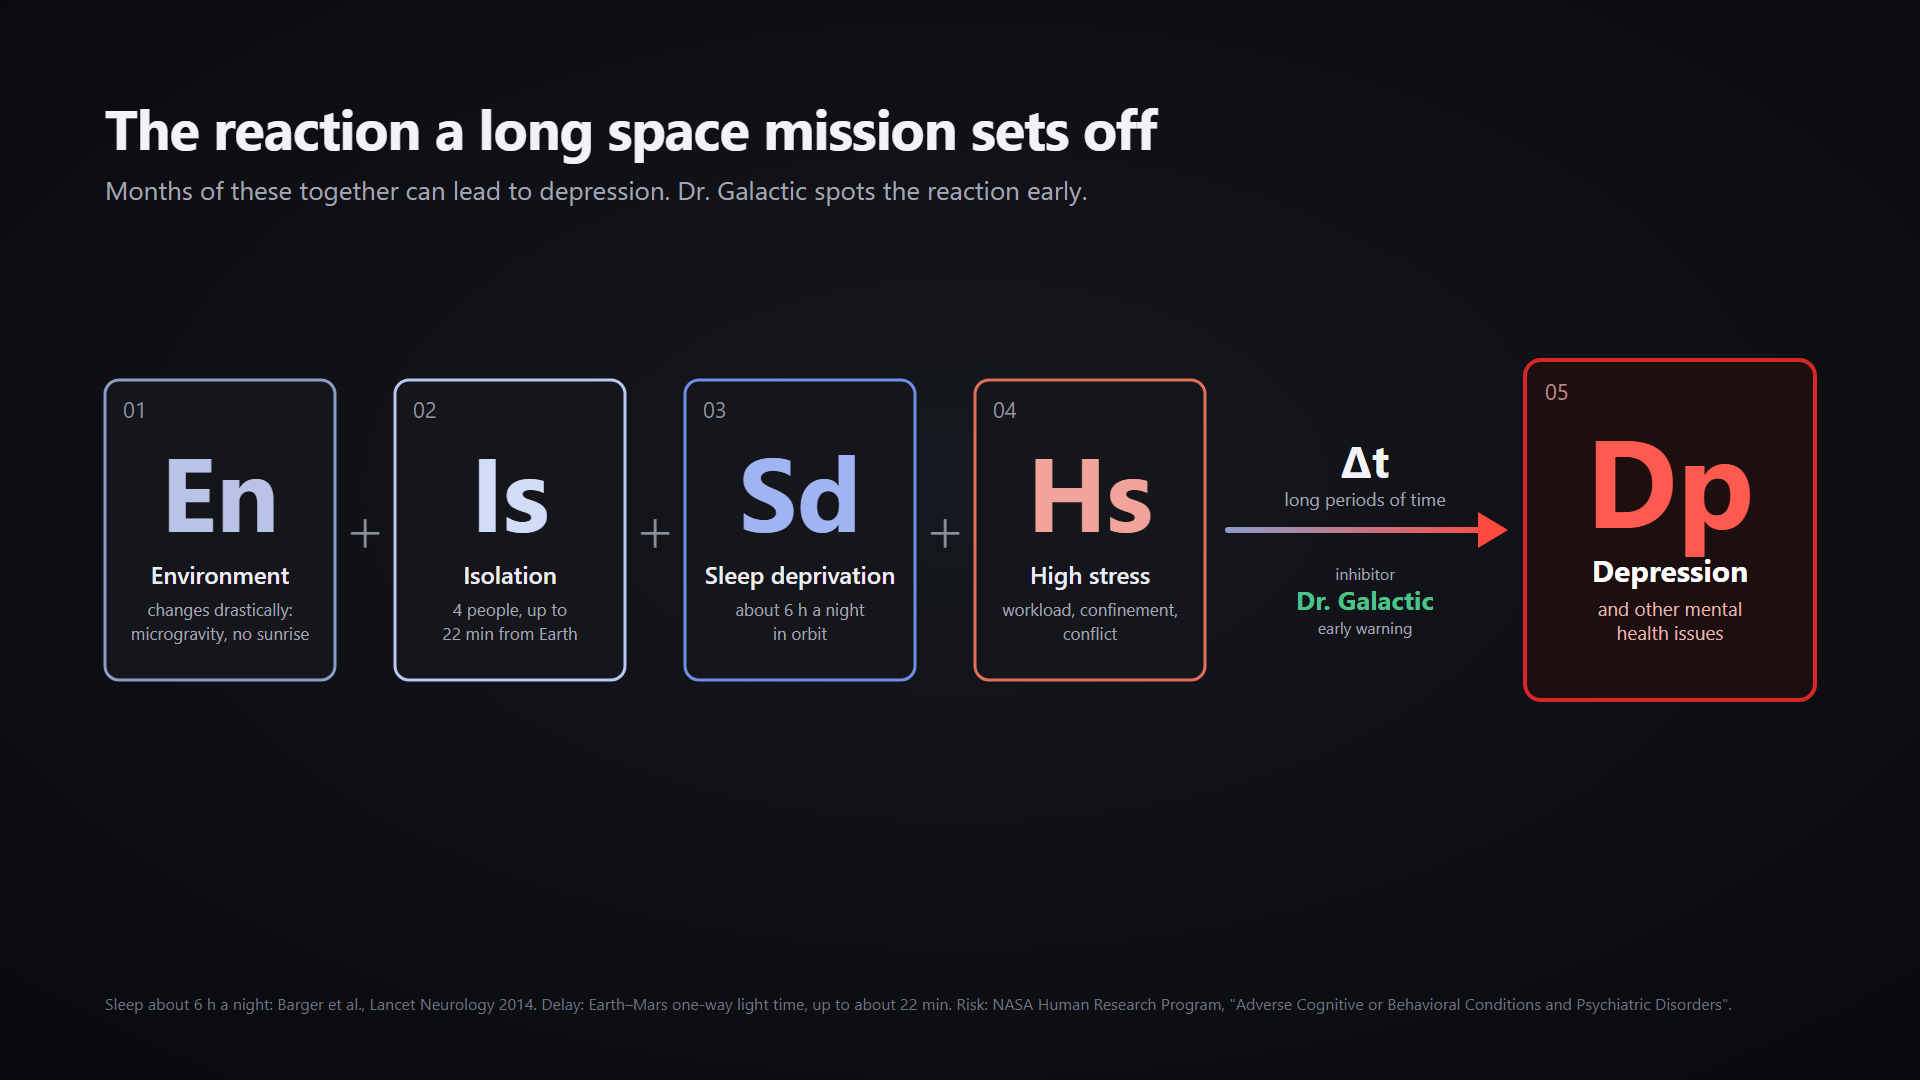 The reaction a long space mission sets off
Months of these together can lead to depression. Dr. Galactic spots the reaction early.
01
En
Environment
changes drastically:
microgravity, no sunrise
+
02
Is
Isolation
4 people, up to
22 min from Earth
+
03
Sd
Sleep deprivation
about 6 h a night
in orbit
+
04
Hs
High stress
workload, confinement,
conflict
Δt
long periods of time
inhibitor
Dr. Galactic
early warning
05
Dp
Depression
and other mental
health issues
Sleep about 6 h a night: Barger et al., Lancet Neurology 2014. Delay: Earth–Mars one-way light time, up to about 22 min. Risk: NASA Human Research Program, "Adverse Cognitive or Behavioral Conditions and Psychiatric Disorders".